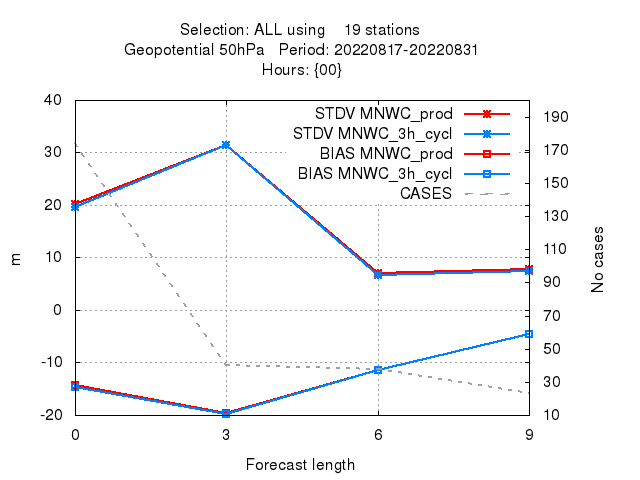 Selection: ALL using 19 stations
Geopotential 50hPa Period: 20220817-20220831
Hours: {00}
STDV MNWC_prod
STDV MNWC_3h_cycl
BIAS MNWC_prod
BIAS MNWC_3h_cycl
CASES
40
30
20
10
0
-10
-20
m
190
170
150
130
110
90
70
50
30
10
No cases
0 3 6 9
Forecast length